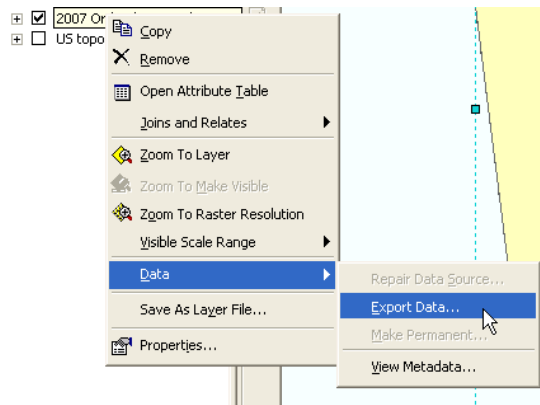 2007 Or
US topo
Copy
Remove
Open Attribute Table
Joins and Relates
Zoom To Layer
Zoom To Make Visible
Zoom To Raster Resolution
Visible Scale Range
Data
Save As Layer File...
Properties...
Repair Data Source...
Export Data...
Make Permanent...
View Metadata...